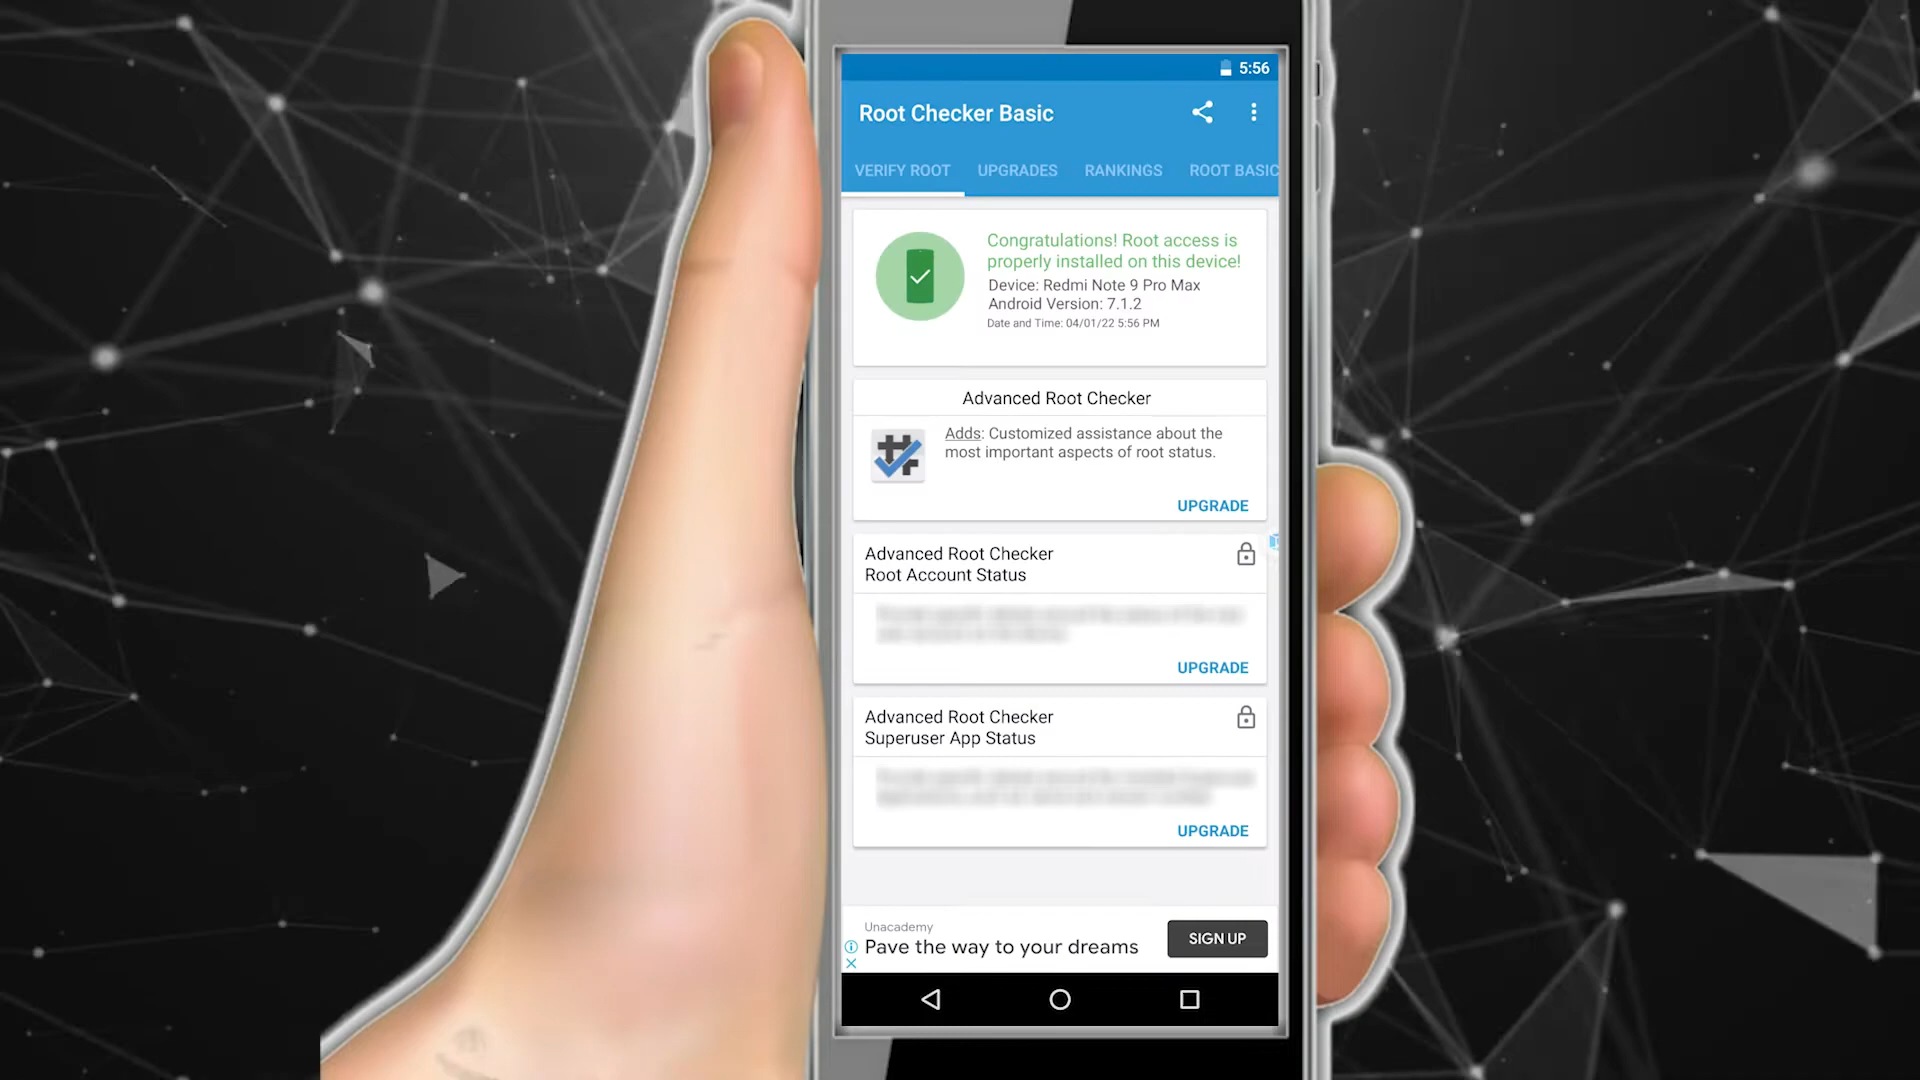 5:56
Root Checker Basic
VERIFY ROOT UPGRADES RANKINGS ROOT BASIC
Congratulations! Root access is
properly installed on this device!
Device: Redmi Note 9 Pro Max
Android Version: 7.1.2
Date and Time: 04/01/22 5:56 PM
Advanced Root Checker
Adds: Customized assistance about the
most important aspects of root status.
UPGRADE
Advanced Root Checker
Root Account Status
UPGRADE
Advanced Root Checker
Superuser App Status
UPGRADE
Unacademy
Pave the way to your dreams
SIGN UP